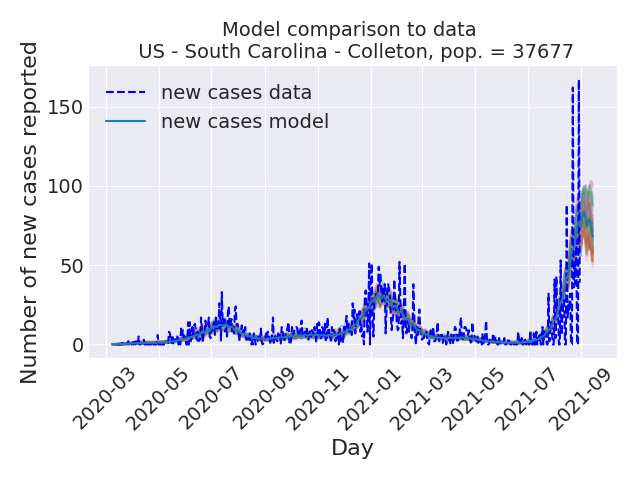 Model comparison to data
US - South Carolina - Colleton, pop. = 37677
Number of new cases reported
150
100
50
0
new cases data
new cases model
2020-03
2020-05
2020-07
2020-09
2020-11
2021-01
2021-03
2021-05
2021-07
2021-09
Day